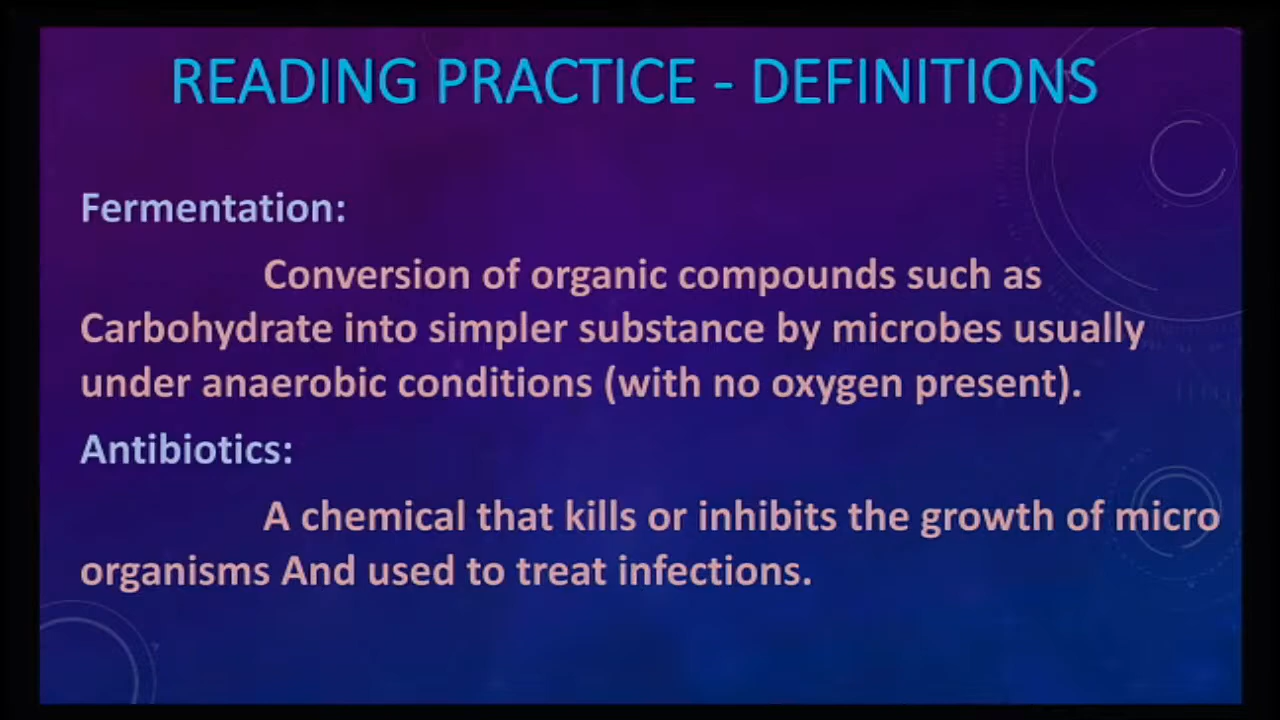 READING PRACTICE - DEFINITIONS
Fermentation:
Conversion of organic compounds such as
Carbohydrate into simpler substance by microbes usually
under anaerobic conditions (with no oxygen present).
Antibiotics:
A chemical that kills or inhibits the growth of micro
organisms And used to treat infections.